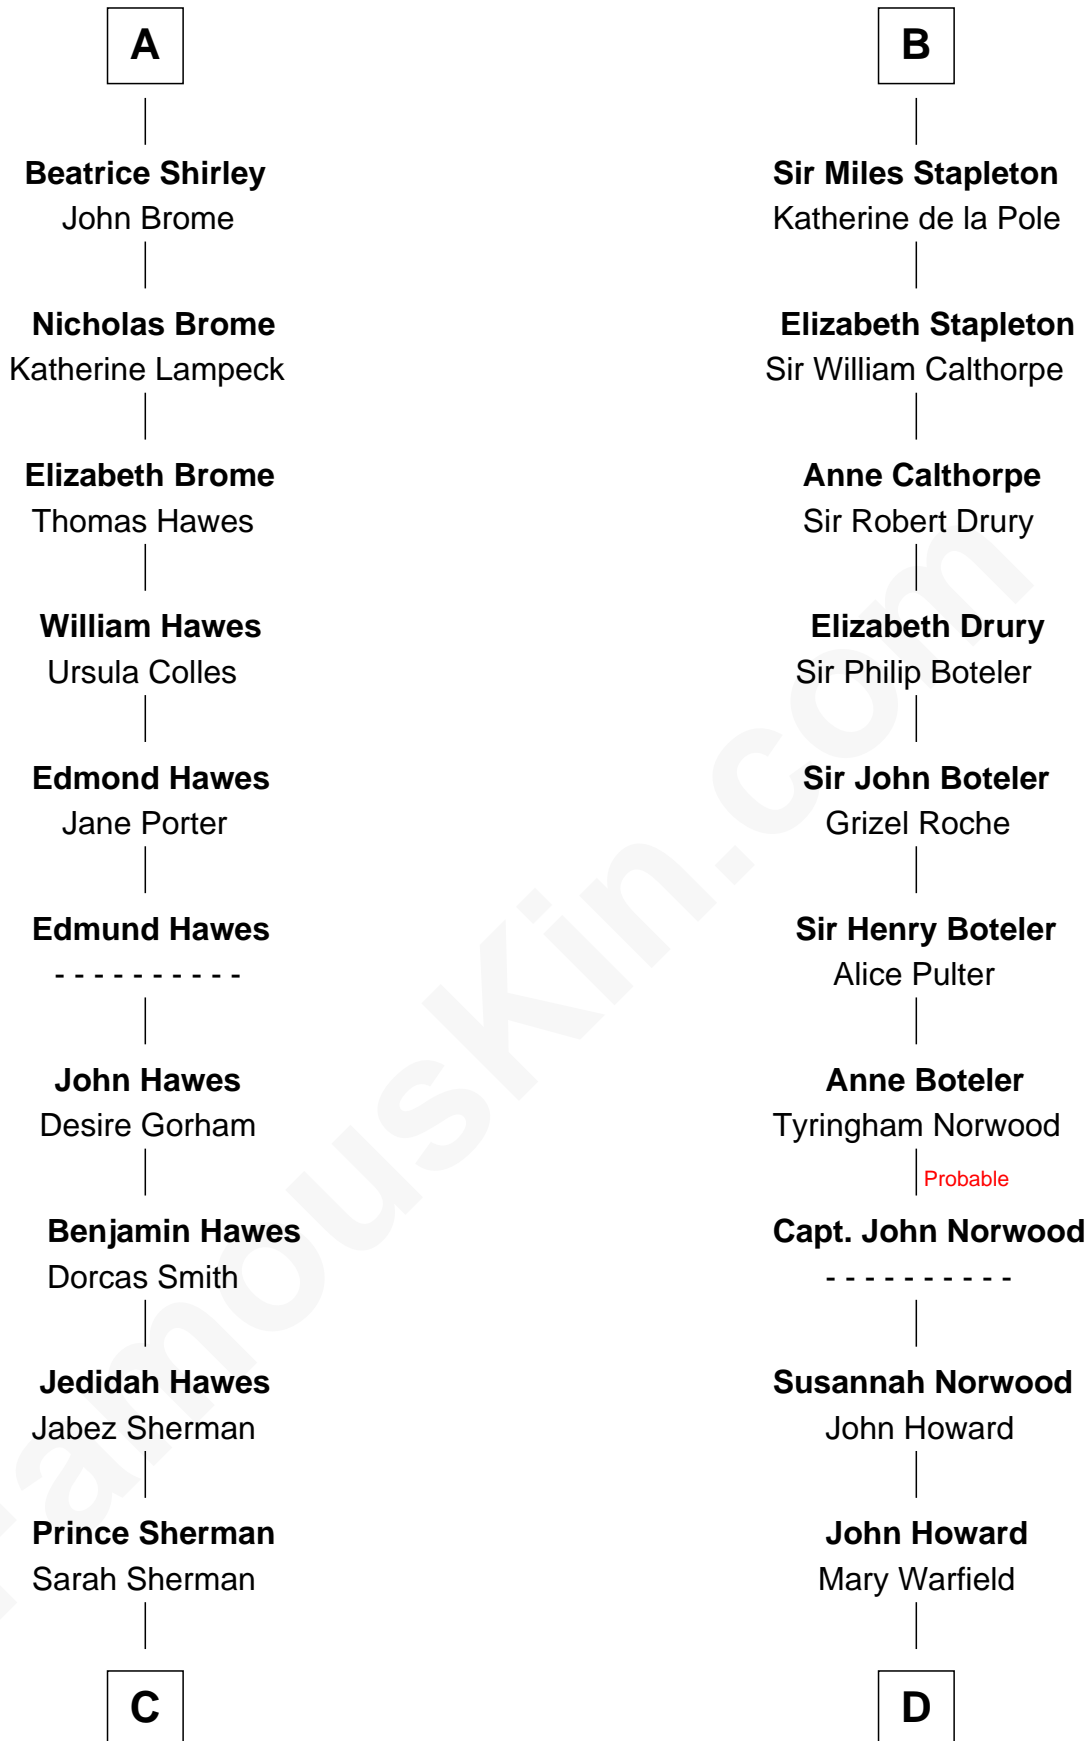 A
Beatrice Shirley
John Brome
Nicholas Brome
Katherine Lampeck
Elizabeth Brome
Thomas Hawes
William Hawes
Ursula Colles
Edmond Hawes
Jane Porter
Edmund Hawes
- - - - - - - - - -
John Hawes
Desire Gorham
Benjamin Hawes
Dorcas Smith
Jedidah Hawes
Jabez Sherman
Prince Sherman
Sarah Sherman
C
B
Sir Miles Stapleton
Katherine de la Pole
Elizabeth Stapleton
Sir William Calthorpe
Anne Calthorpe
Sir Robert Drury
Elizabeth Drury
Sir Philip Boteler
Sir John Boteler
Grizel Roche
Sir Henry Boteler
Alice Pulter
Anne Boteler
Tyringham Norwood
Probable
Capt. John Norwood
- - - - - - - - - -
Susannah Norwood
John Howard
John Howard
Mary Warfield
D
FamousKin.com